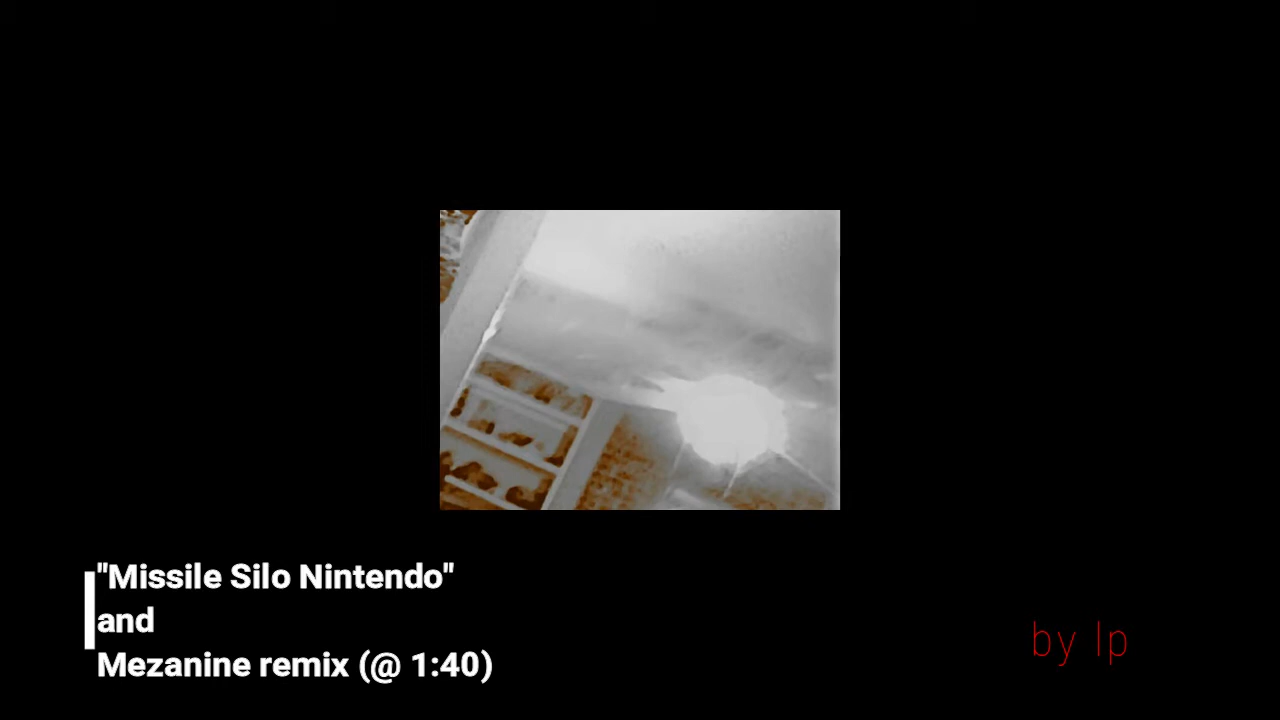 "Missile Silo Nintendo"
and
Mezanine remix (@ 1:40)
by lp